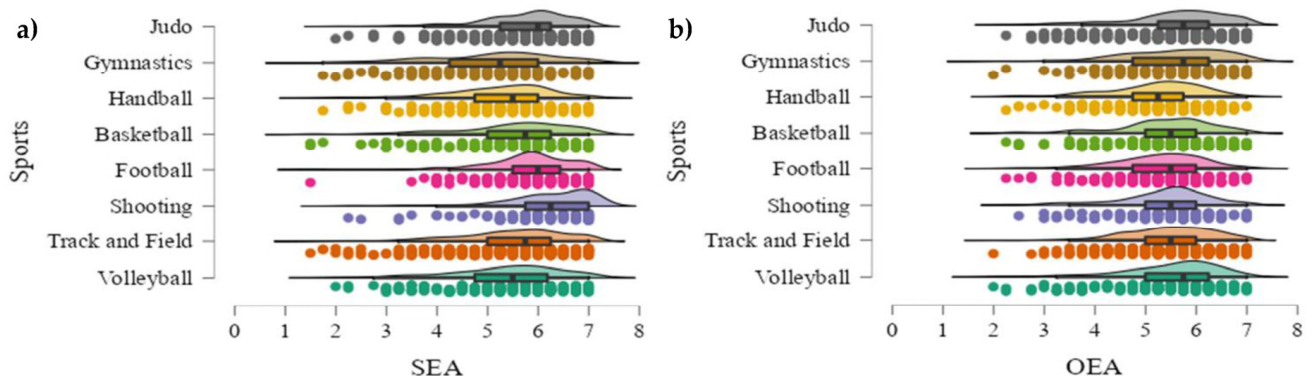 a)
Sports
Judo
Gymnastics
Handball
Basketball
Football
Shooting
Track and Field
Volleyball
0 1 2 3 4 5 6 7 8
SEA
b)
Sports
Judo
Gymnastics
Handball
Basketball
Football
Shooting
Track and Field
Volleyball
0 1 2 3 4 5 6 7 8
OEA